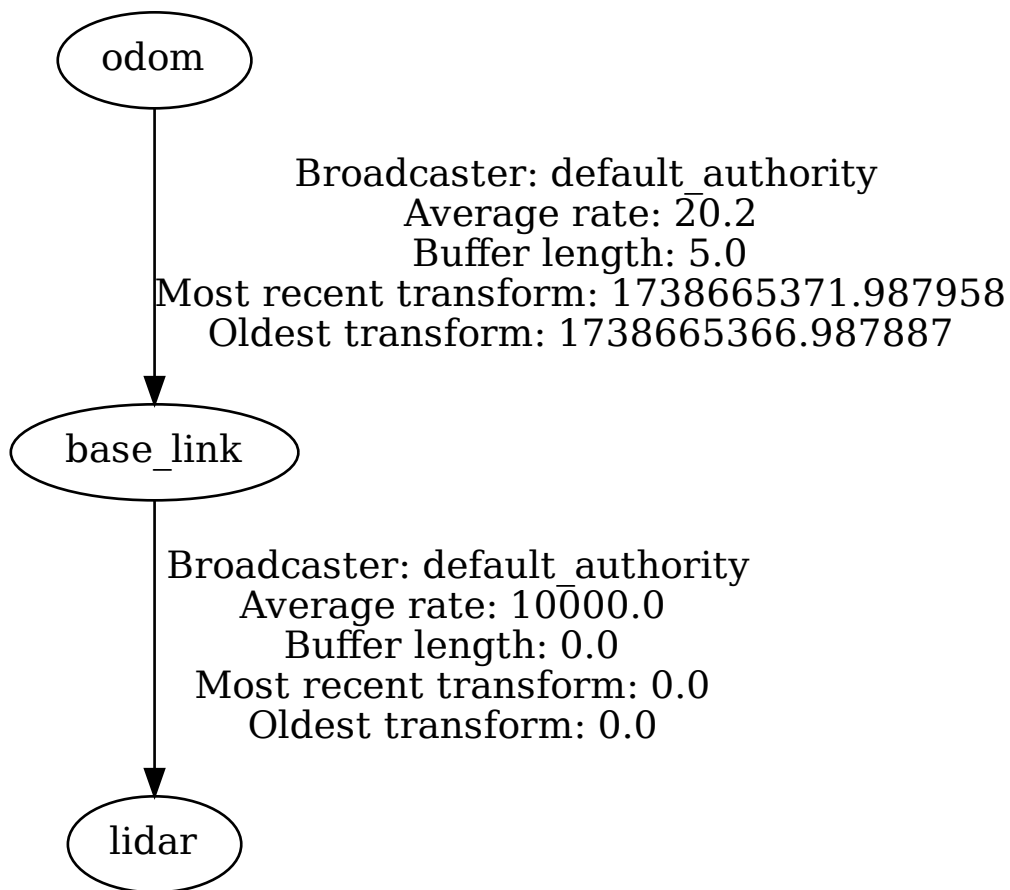 odom
Broadcaster: default_authority
Average rate: 20.2
Buffer length: 5.0
Most recent transform: 1738665371.987958
Oldest transform: 1738665366.987887
base_link
Broadcaster: default_authority
Average rate: 10000.0
Buffer length: 0.0
Most recent transform: 0.0
Oldest transform: 0.0
lidar